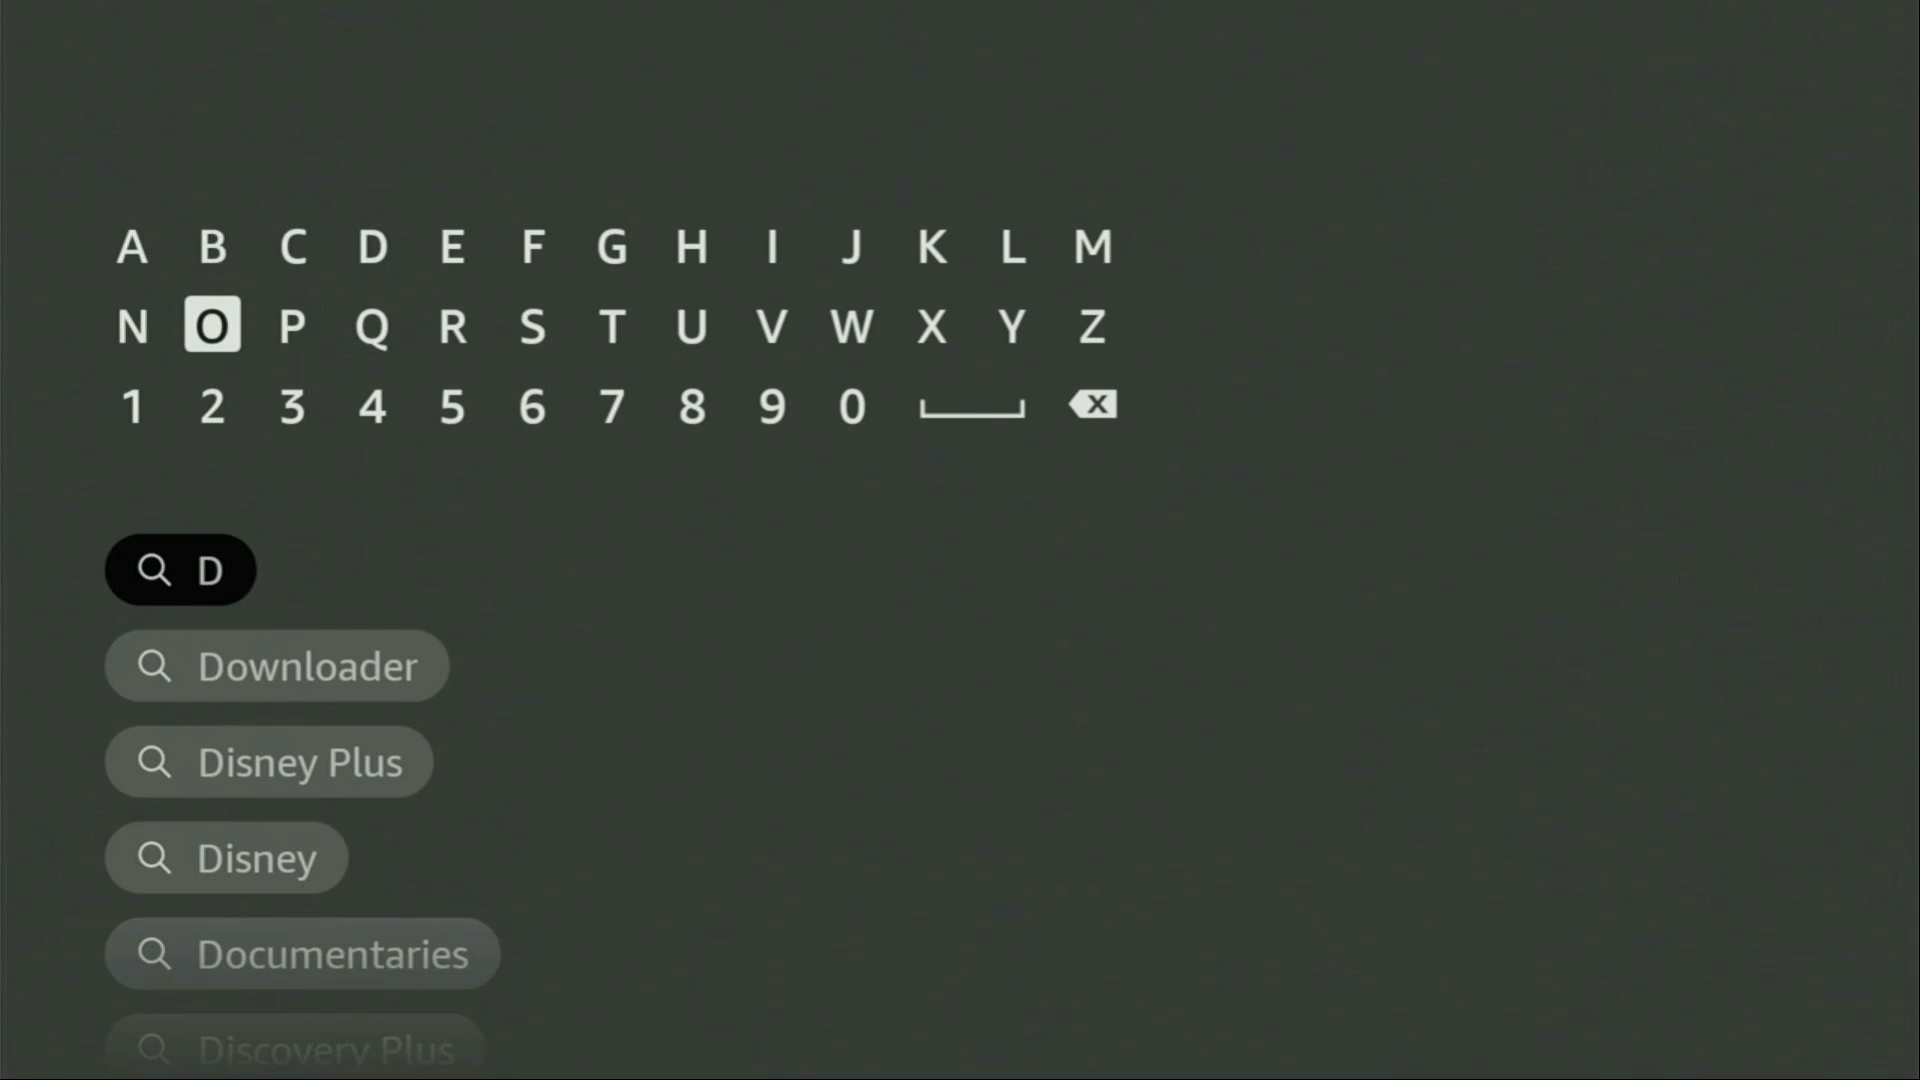 A B C D E F G H I J K L M
N O P Q R S T U V W X Y Z
1 2 3 4 5 6 7 8 9 0
D
Downloader
Disney Plus
Disney
Documentaries
Discovery Plus